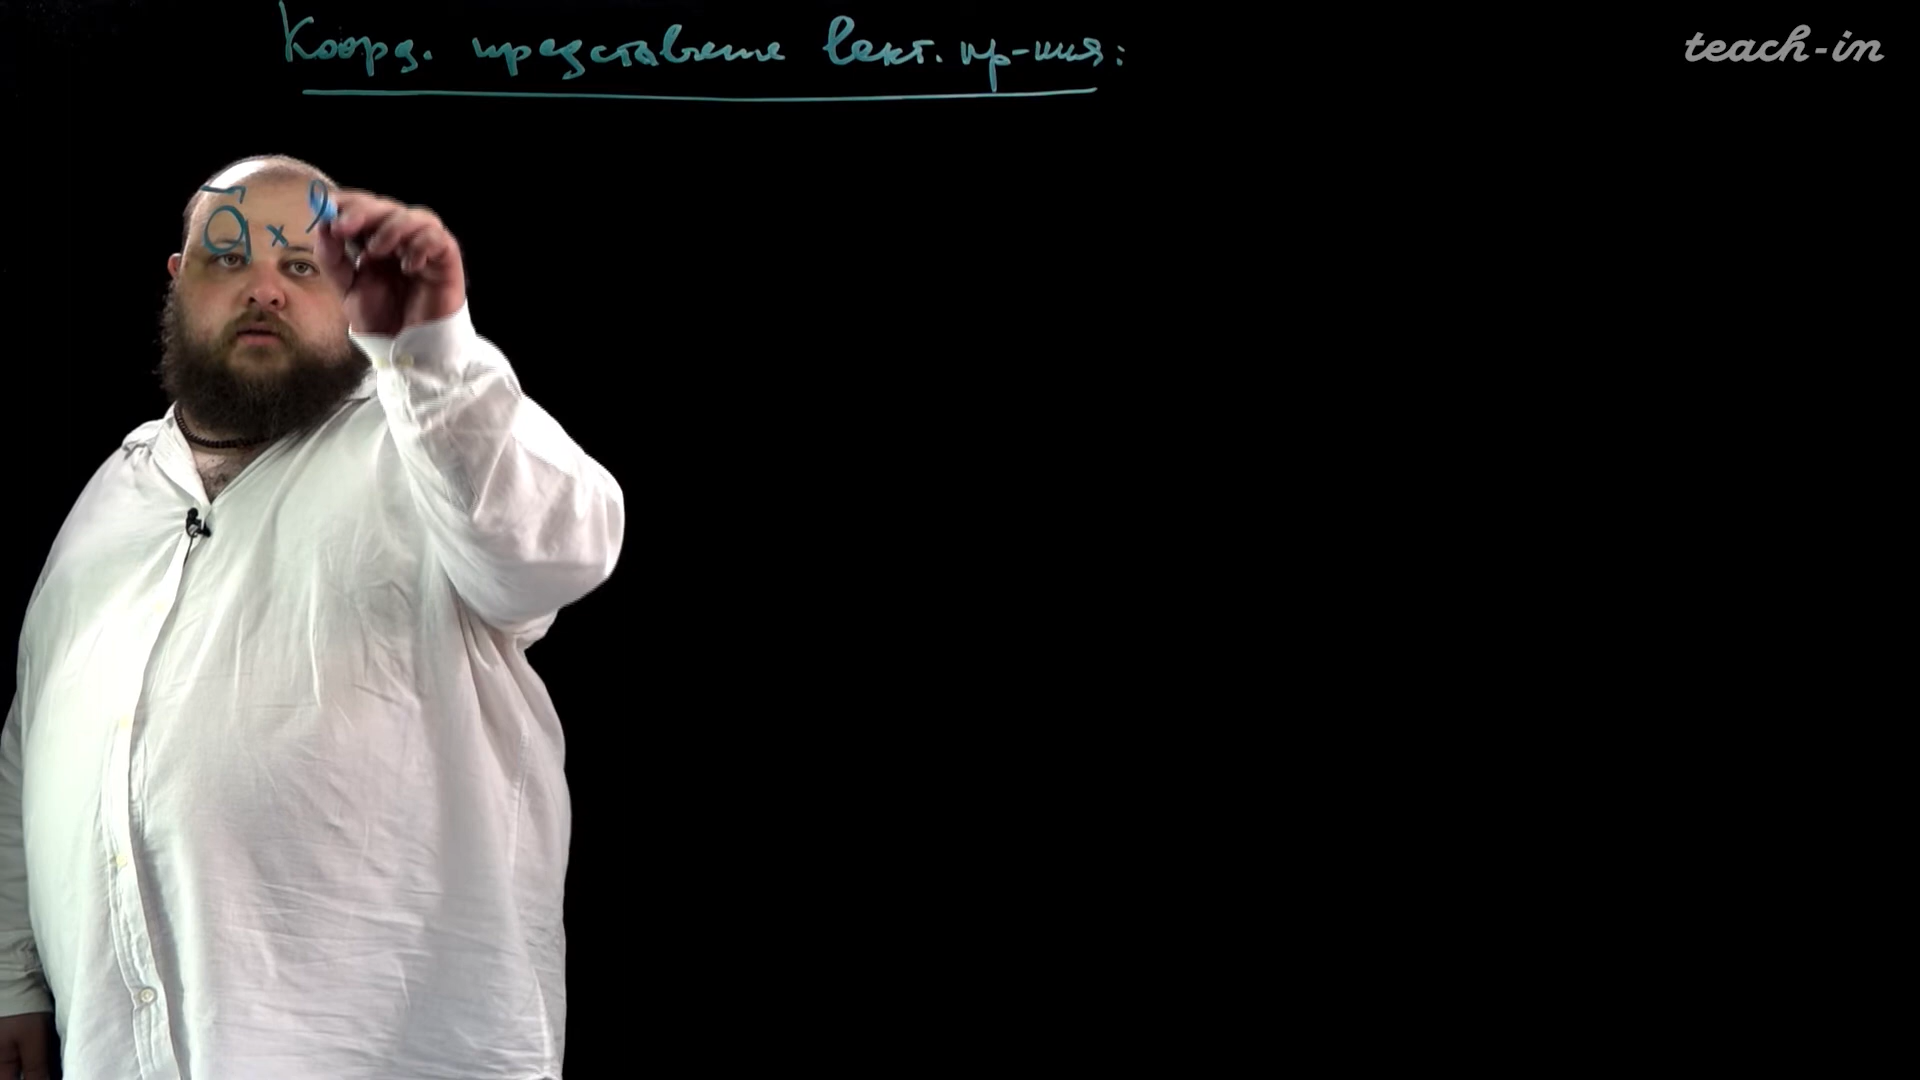 Коорд. представление вект. пр-ния:
teach-in
a⃗ × b